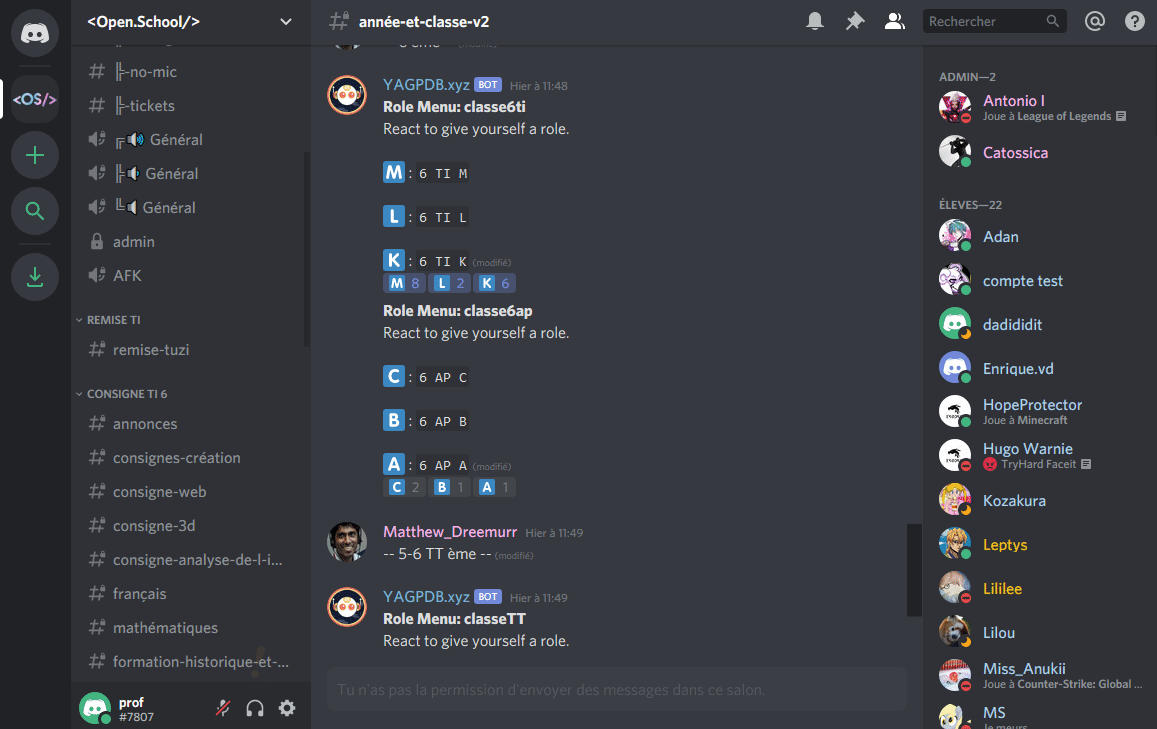 <OS/>
<Open.School/>
╠-no-mic
╠-tickets
╔🔊 Général
╠🔉 Général
╚🔈 Général
admin
AFK
REMISE TI
remise-tuzi
CONSIGNE TI 6
annonces
consignes-création
consigne-web
consigne-3d
consigne-analyse-de-l-i...
français
mathématiques
formation-historique-et-...
prof
#7807
année-et-classe-v2
Rechercher
YAGPDB.xyz BOT Hier à 11:48
Role Menu: classe6ti
React to give yourself a role.
M : 6 TI M
L : 6 TI L
K : 6 TI K (modifié)
M 8 L 2 K 6
Role Menu: classe6ap
React to give yourself a role.
C : 6 AP C
B : 6 AP B
A : 6 AP A (modifié)
C 2 B 1 A 1
Matthew_Dreemurr Hier à 11:49
-- 5-6 TT ème -- (modifié)
YAGPDB.xyz BOT Hier à 11:49
Role Menu: classeTT
React to give yourself a role.
Tu n'as pas la permission d'envoyer des messages dans ce salon.
ADMIN—2
Antonio I
Joue à League of Legends
Catossica
ÉLEVES—22
Adan
compte test
dadididit
Enrique.vd
HopeProtector
Joue à Minecraft
Hugo Warnie
😡 TryHard Faceit
Kozakura
Leptys
Lililee
Lilou
Miss_Anukii
Joue à Counter-Strike: Global ...
MS
Je meurs